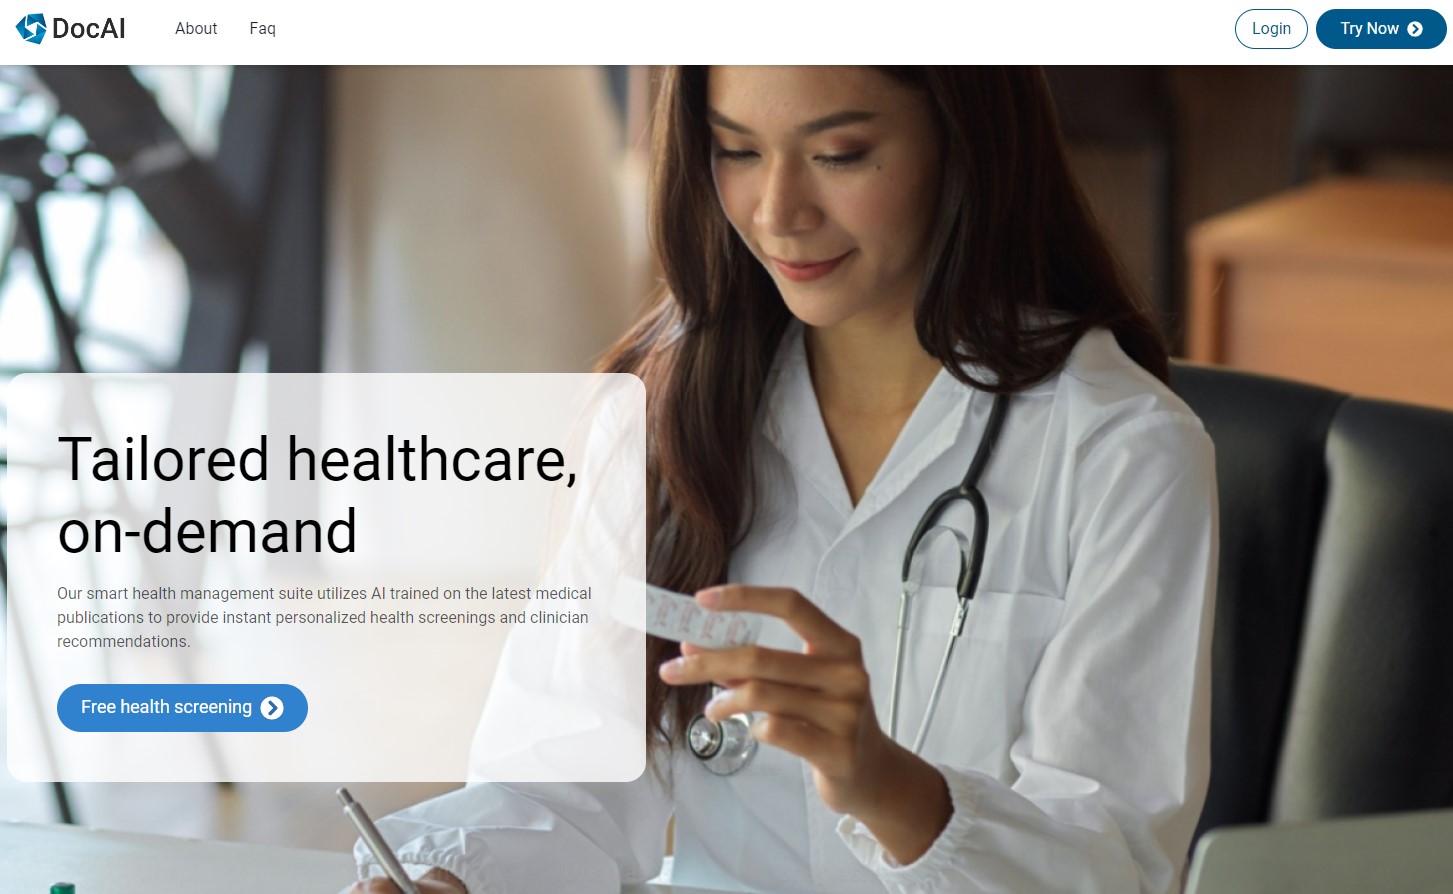 DocAI
About
Faq
Login
Try Now
Tailored healthcare,
on-demand
Our smart health management suite utilizes AI trained on the latest medical
publications to provide instant personalized health screenings and clinician
recommendations.
Free health screening